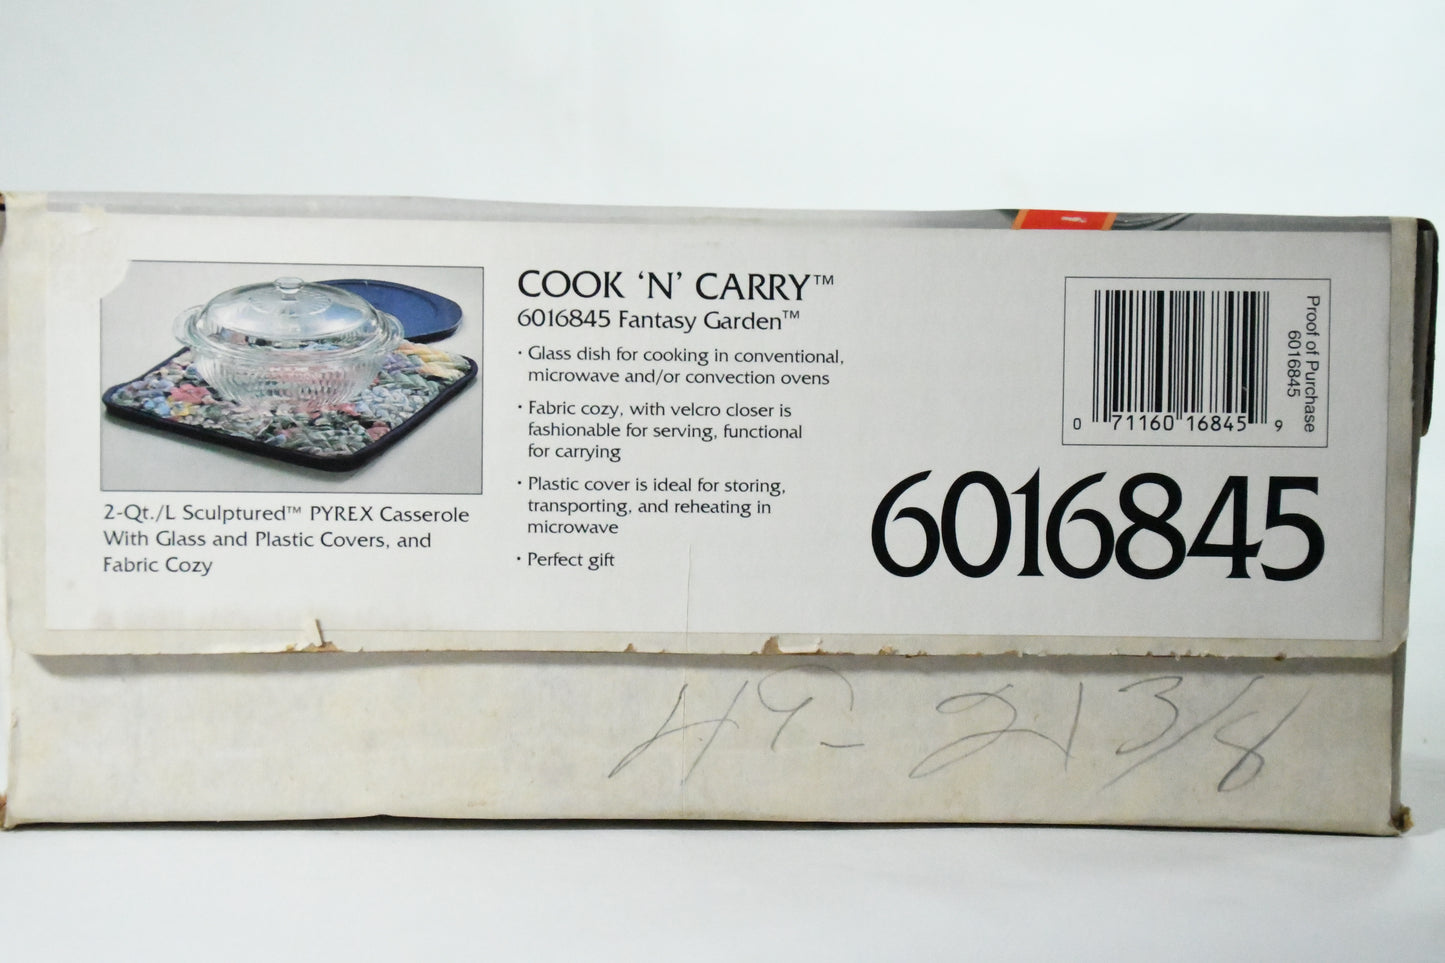 COOK 'N' CARRY™
6016845 Fantasy Garden™
· Glass dish for cooking in conventional,
microwave and/or convection ovens
· Fabric cozy, with velcro closer is
fashionable for serving, functional
for carrying
· Plastic cover is ideal for storing,
transporting, and reheating in
microwave
· Perfect gift
2-Qt./L Sculptured™ PYREX Casserole
With Glass and Plastic Covers, and
Fabric Cozy
Proof of Purchase
6016845
0 71160 16845 9
6016845
21 3/8